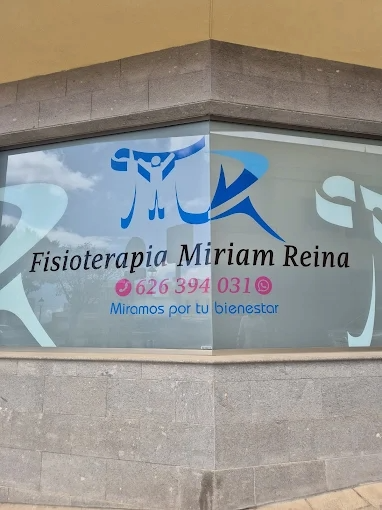 Fisioterapia Miriam Reina
626 394 031
Miramos por tu bienestar